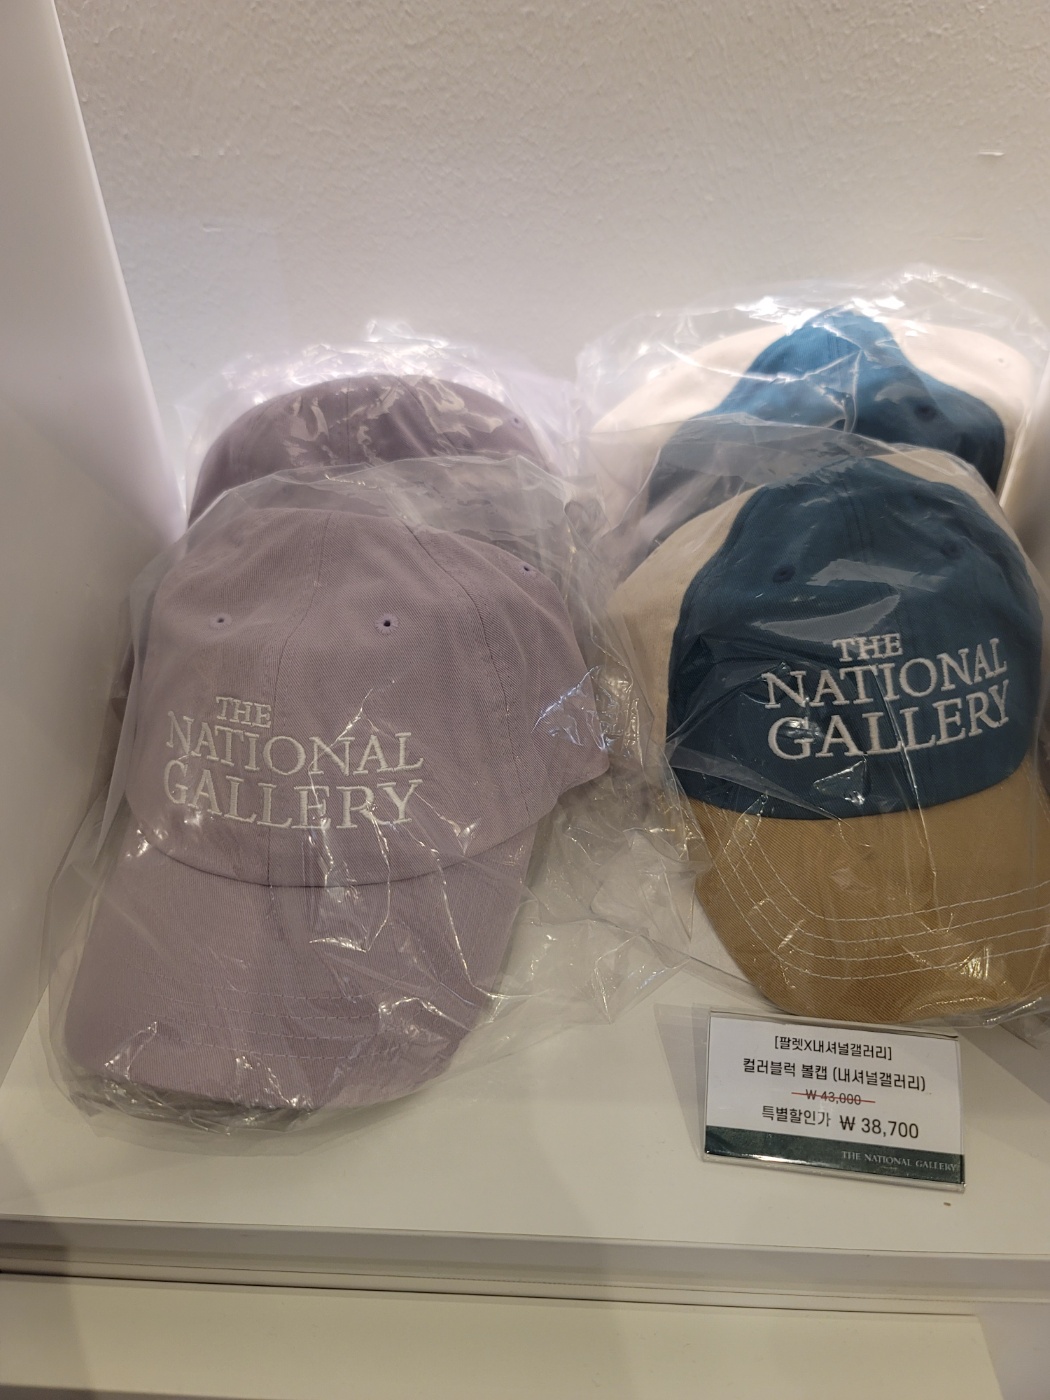 THE
NATIONAL
GALLERY
THE
NATIONAL
GALLERY
[팔렛X내셔널갤러리]
컬러블럭 볼캡 (내셔널갤러리)
₩ 43,000
특별할인가 ₩ 38,700
THE NATIONAL GALLERY